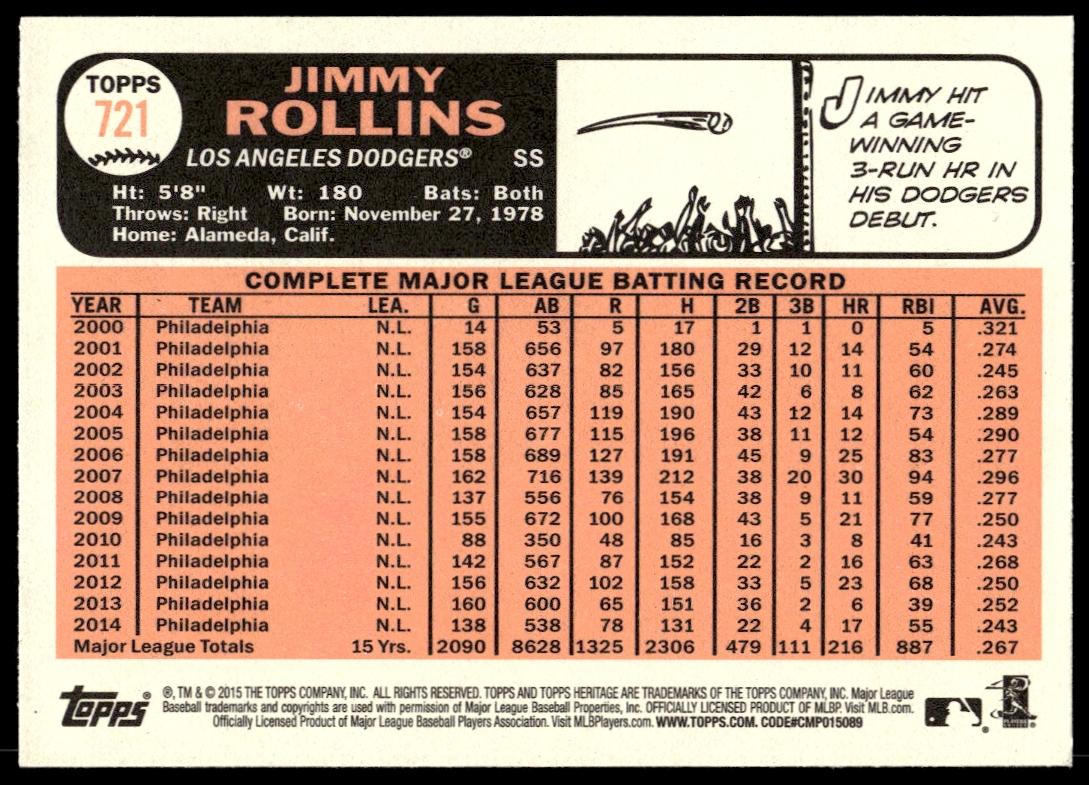 TOPPS
721
JIMMY
ROLLINS
LOS ANGELES DODGERS® SS
Ht: 5'8" Wt: 180 Bats: Both
Throws: Right Born: November 27, 1978
Home: Alameda, Calif.
JIMMY HIT
A GAME-
WINNING
3-RUN HR IN
HIS DODGERS
DEBUT.
COMPLETE MAJOR LEAGUE BATTING RECORD
YEAR TEAM LEA. G AB R H 2B 3B HR RBI AVG.
2000 Philadelphia N.L. 14 53 5 17 1 1 0 5 .321
2001 Philadelphia N.L. 158 656 97 180 29 12 14 54 .274
2002 Philadelphia N.L. 154 637 82 156 33 10 11 60 .245
2003 Philadelphia N.L. 156 628 85 165 42 6 8 62 .263
2004 Philadelphia N.L. 154 657 119 190 43 12 14 73 .289
2005 Philadelphia N.L. 158 677 115 196 38 11 12 54 .290
2006 Philadelphia N.L. 158 689 127 191 45 9 25 83 .277
2007 Philadelphia N.L. 162 716 139 212 38 20 30 94 .296
2008 Philadelphia N.L. 137 556 76 154 38 9 11 59 .277
2009 Philadelphia N.L. 155 672 100 168 43 5 21 77 .250
2010 Philadelphia N.L. 88 350 48 85 16 3 8 41 .243
2011 Philadelphia N.L. 142 567 87 152 22 2 16 63 .268
2012 Philadelphia N.L. 156 632 102 158 33 5 23 68 .250
2013 Philadelphia N.L. 160 600 65 151 36 2 6 39 .252
2014 Philadelphia N.L. 138 538 78 131 22 4 17 55 .243
Major League Totals 15 Yrs. 2090 8628 1325 2306 479 111 216 887 .267
Topps®
®, TM & © 2015 THE TOPPS COMPANY, INC. ALL RIGHTS RESERVED. TOPPS AND TOPPS HERITAGE ARE TRADEMARKS OF THE TOPPS COMPANY, INC. Major League
Baseball trademarks and copyrights are used with permission of Major League Baseball Properties, Inc. OFFICIALLY LICENSED PRODUCT OF MLBP. Visit MLB.com.
Officially Licensed Product of Major League Baseball Players Association. Visit MLBPlayers.com. WWW.TOPPS.COM. CODE#CMP015089